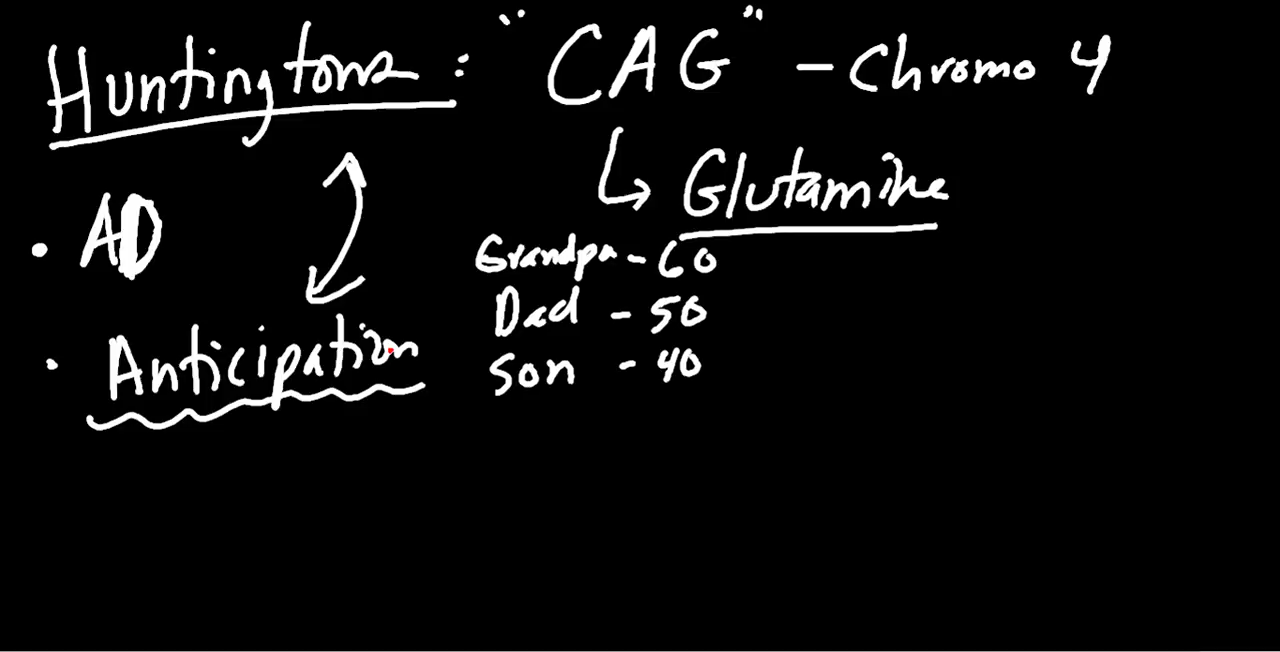 Huntingtons : "CAG" - Chromo 4
↳ Glutamine
• AD
Grandpa - 60
Dad - 50
• Anticipation
Son - 40